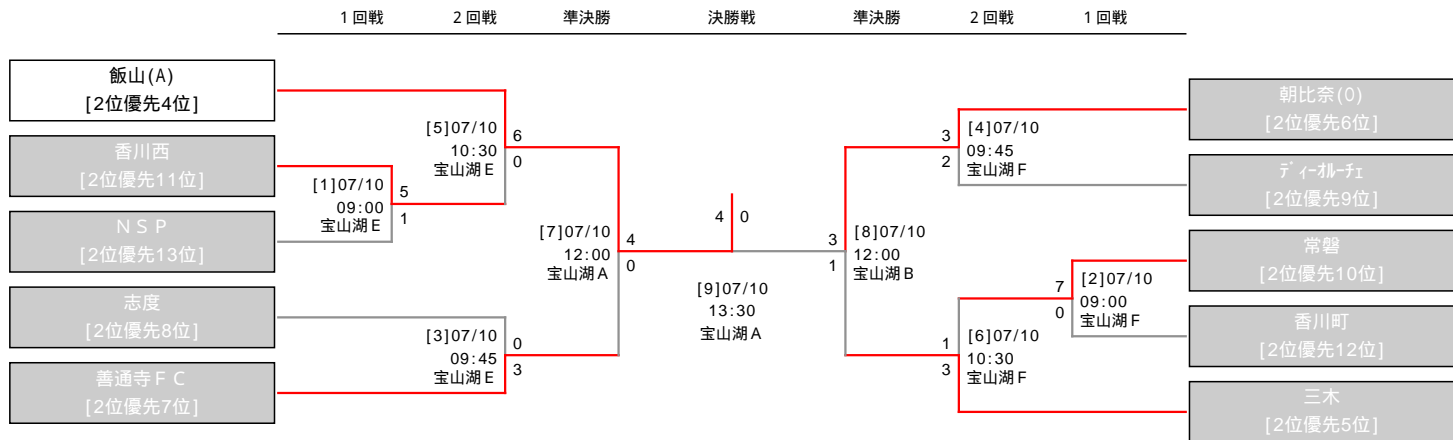 1回戦 2回戦 準決勝 決勝戦 準決勝 2回戦 1回戦
飯山(A)
[2位優先4位]
香川西
[2位優先11位]
NSP
[2位優先13位]
志度
[2位優先8位]
善通寺FC
[2位優先7位]
[1]07/10
09:00
宝山湖E
5
1
[5]07/10
10:30
宝山湖E
6
0
[3]07/10
09:45
宝山湖E
0
3
[7]07/10
12:00
宝山湖A
4
0
4 0
[9]07/10
13:30
宝山湖A
3
1
[8]07/10
12:00
宝山湖B
3
2
[4]07/10
09:45
宝山湖F
1
3
[6]07/10
10:30
宝山湖F
7
0
[2]07/10
09:00
宝山湖F
朝比奈(O)
[2位優先6位]
ディーオルーチェ
[2位優先9位]
常磐
[2位優先10位]
香川町
[2位優先12位]
三木
[2位優先5位]